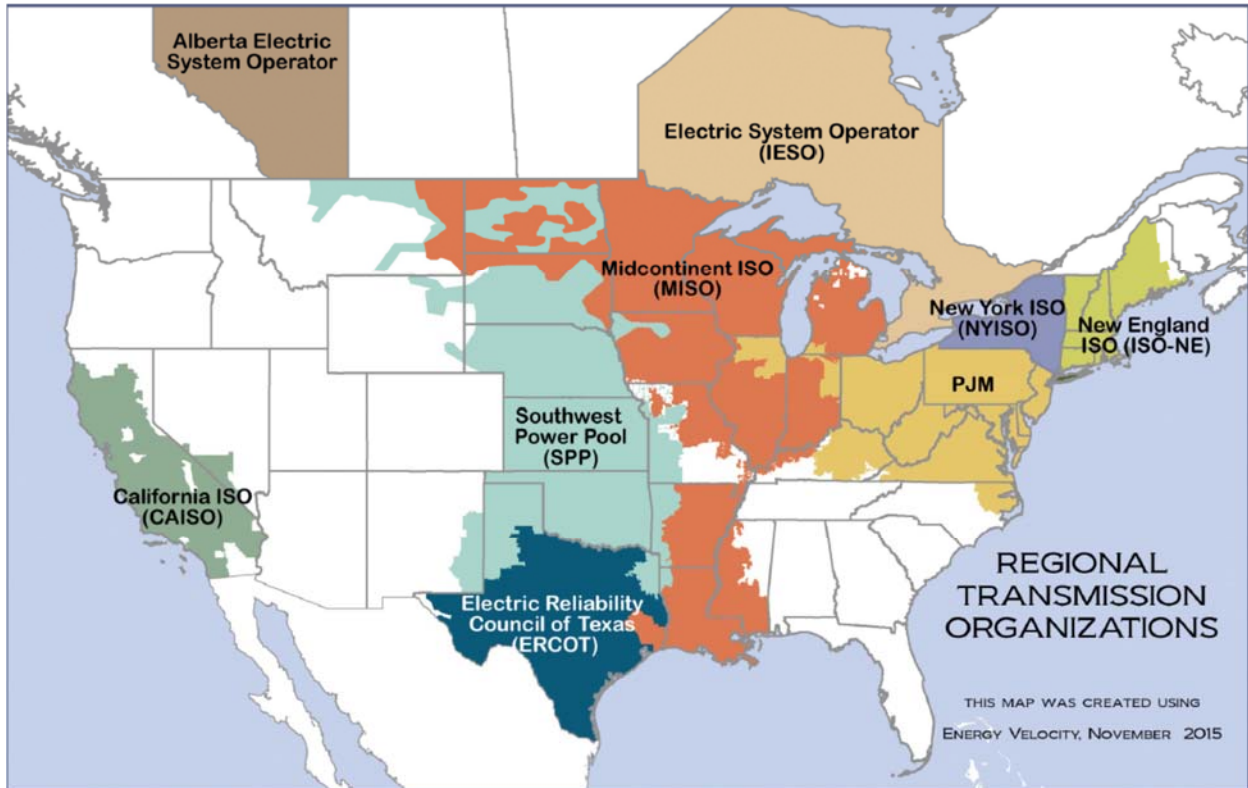 Alberta Electric
System Operator
Electric System Operator
(IESO)
Midcontinent ISO
(MISO)
New York ISO
(NYISO)
New England
ISO (ISO-NE)
PJM
Southwest
Power Pool
(SPP)
California ISO
(CAISO)
Electric Reliability
Council of Texas
(ERCOT)
REGIONAL
TRANSMISSION
ORGANIZATIONS
THIS MAP WAS CREATED USING
ENERGY VELOCITY, NOVEMBER 2015